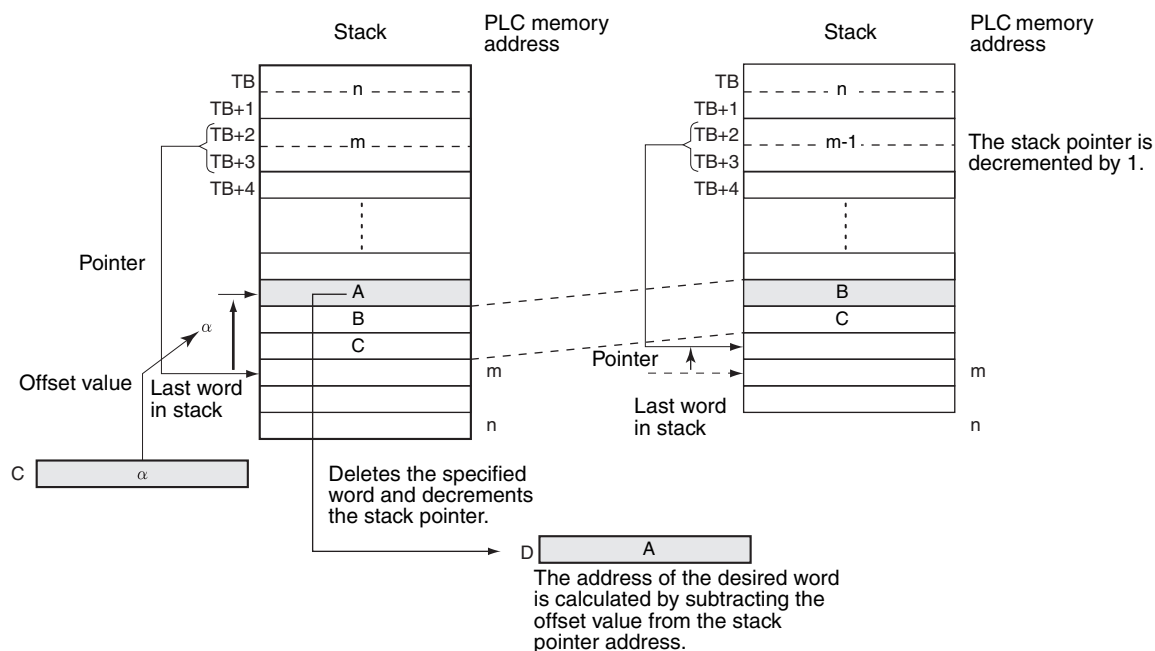 Stack
PLC memory
address
TB
n
TB+1
TB+2
m
TB+3
TB+4
Pointer
A
B
α
C
Offset value
Last word
in stack
m
n
C
α
Deletes the specified
word and decrements
the stack pointer.
D
A
The address of the desired word
is calculated by subtracting the
offset value from the stack
pointer address.
Stack
PLC memory
address
TB
n
TB+1
TB+2
m-1
TB+3
TB+4
The stack pointer is
decremented by 1.
B
C
Pointer
m
Last word
in stack
n